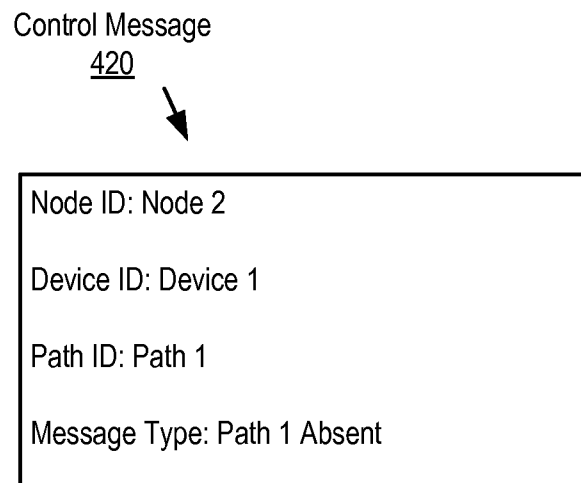 Control Message
420
Node ID: Node 2
Device ID: Device 1
Path ID: Path 1
Message Type: Path 1 Absent